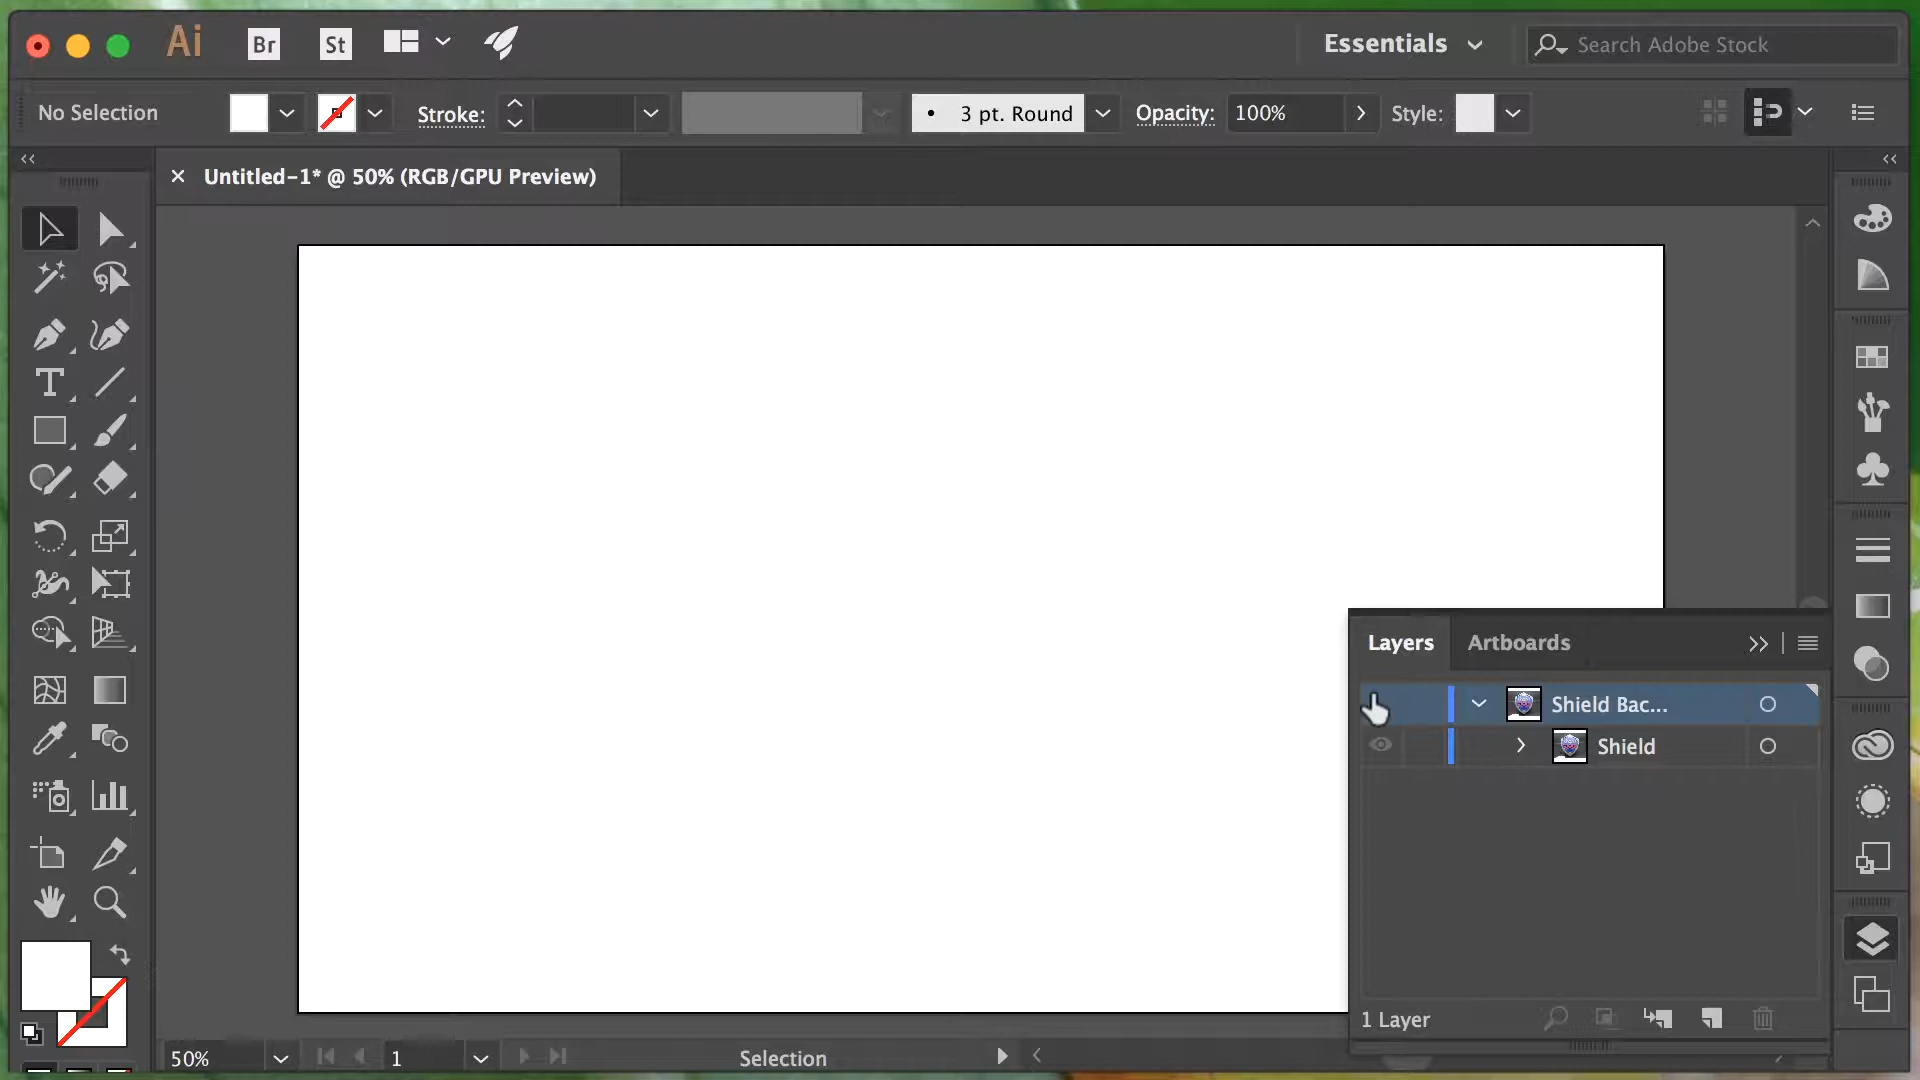 Ai
Br
St
Essentials
Search Adobe Stock
No Selection
Stroke:
3 pt. Round
Opacity:
100%
Style:
Untitled-1* @ 50% (RGB/GPU Preview)
Layers
Artboards
Shield Bac...
Shield
1 Layer
50%
1
Selection